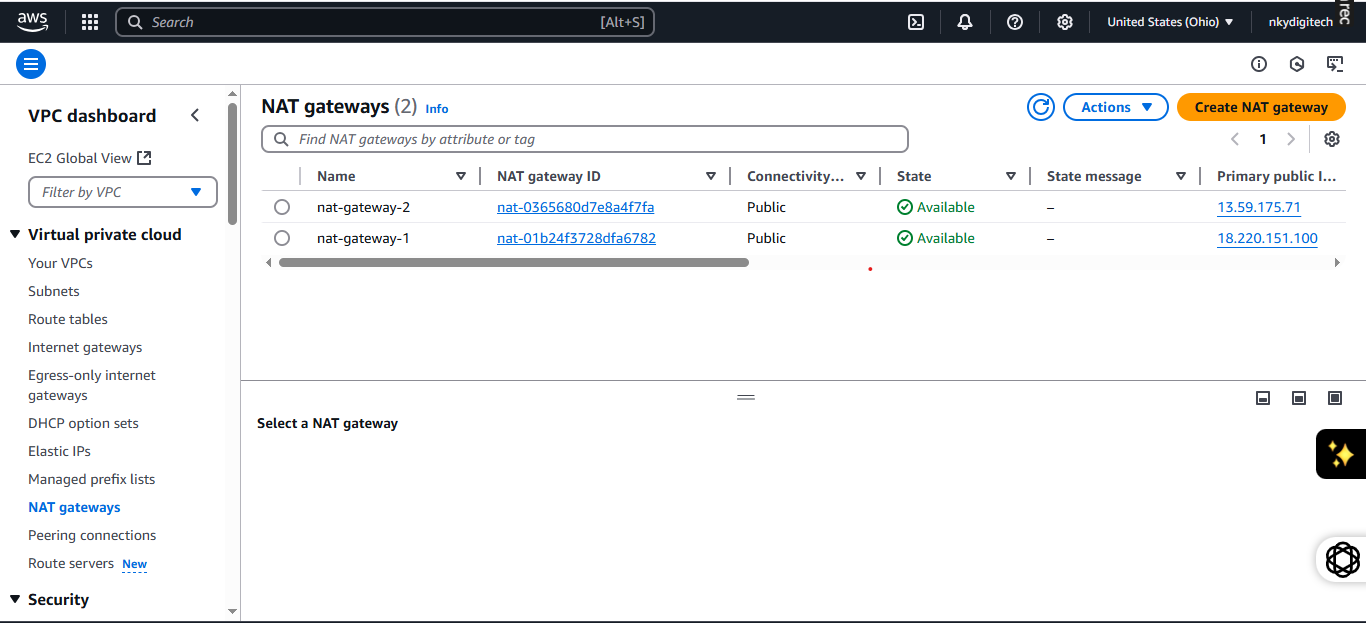 aws
Search [Alt+S] United States (Ohio) nkydigitech
rec
VPC dashboard
EC2 Global View
Filter by VPC
Virtual private cloud
Your VPCs
Subnets
Route tables
Internet gateways
Egress-only internet
gateways
DHCP option sets
Elastic IPs
Managed prefix lists
NAT gateways
Peering connections
Route servers New
Security
NAT gateways (2) Info
Actions
Create NAT gateway
Find NAT gateways by attribute or tag
1
Name NAT gateway ID Connectivity... State State message Primary public I...
nat-gateway-2 nat-0365680d7e8a4f7fa Public Available – 13.59.175.71
nat-gateway-1 nat-01b24f3728dfa6782 Public Available – 18.220.151.100
Select a NAT gateway